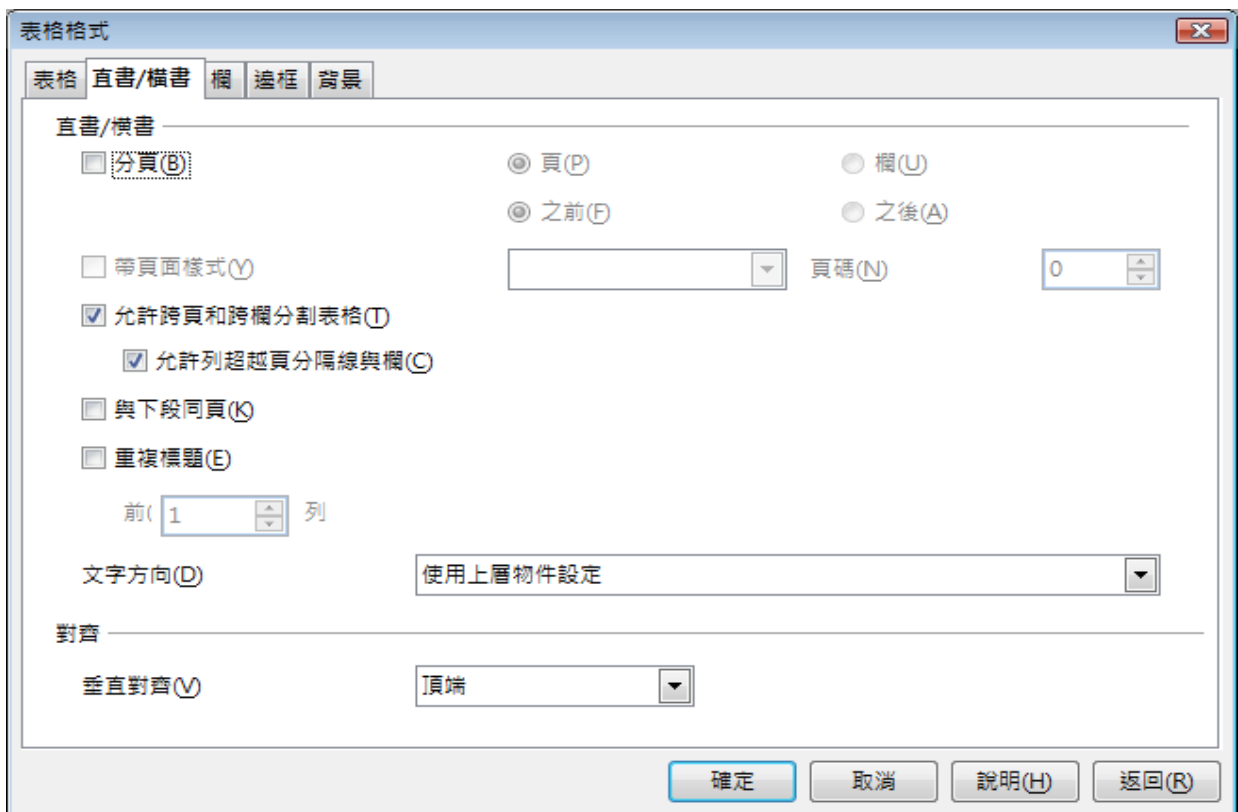 表格格式
表格 直書/橫書 欄 邊框 背景
直書/橫書
分頁(B) 頁(P) 欄(U)
之前(F) 之後(A)
帶頁面樣式(Y) 頁碼(N) 0
允許跨頁和跨欄分割表格(T)
允許列超越頁分隔線與欄(C)
與下段同頁(K)
重複標題(E)
前( 1 列
文字方向(D) 使用上層物件設定
對齊
垂直對齊(V) 頂端
確定 取消 說明(H) 返回(R)